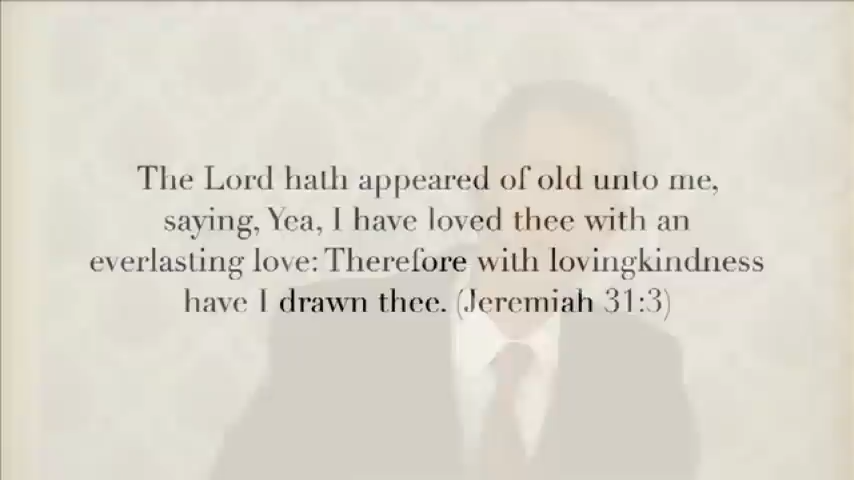 The Lord hath appeared of old unto me,
saying, Yea, I have loved thee with an
everlasting love: Therefore with lovingkindness
have I drawn thee. (Jeremiah 31:3)